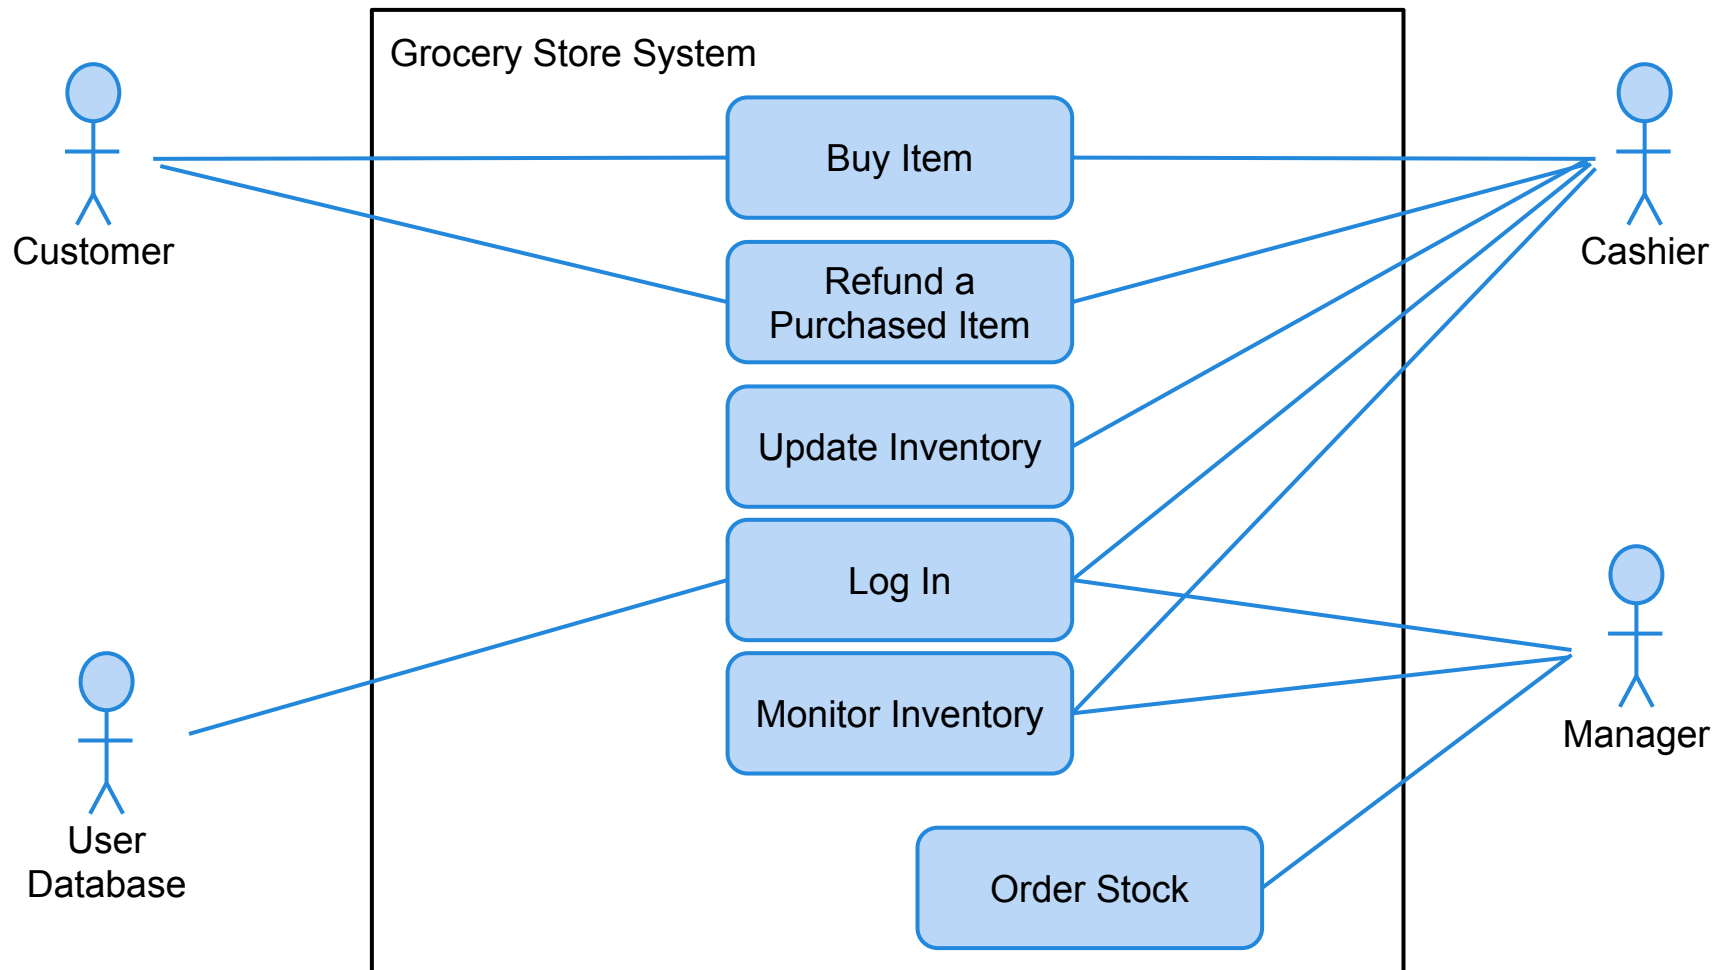 Grocery Store System
Buy Item
Customer
Cashier
Refund a
Purchased Item
Update Inventory
Log In
Monitor Inventory
Manager
User
Database
Order Stock